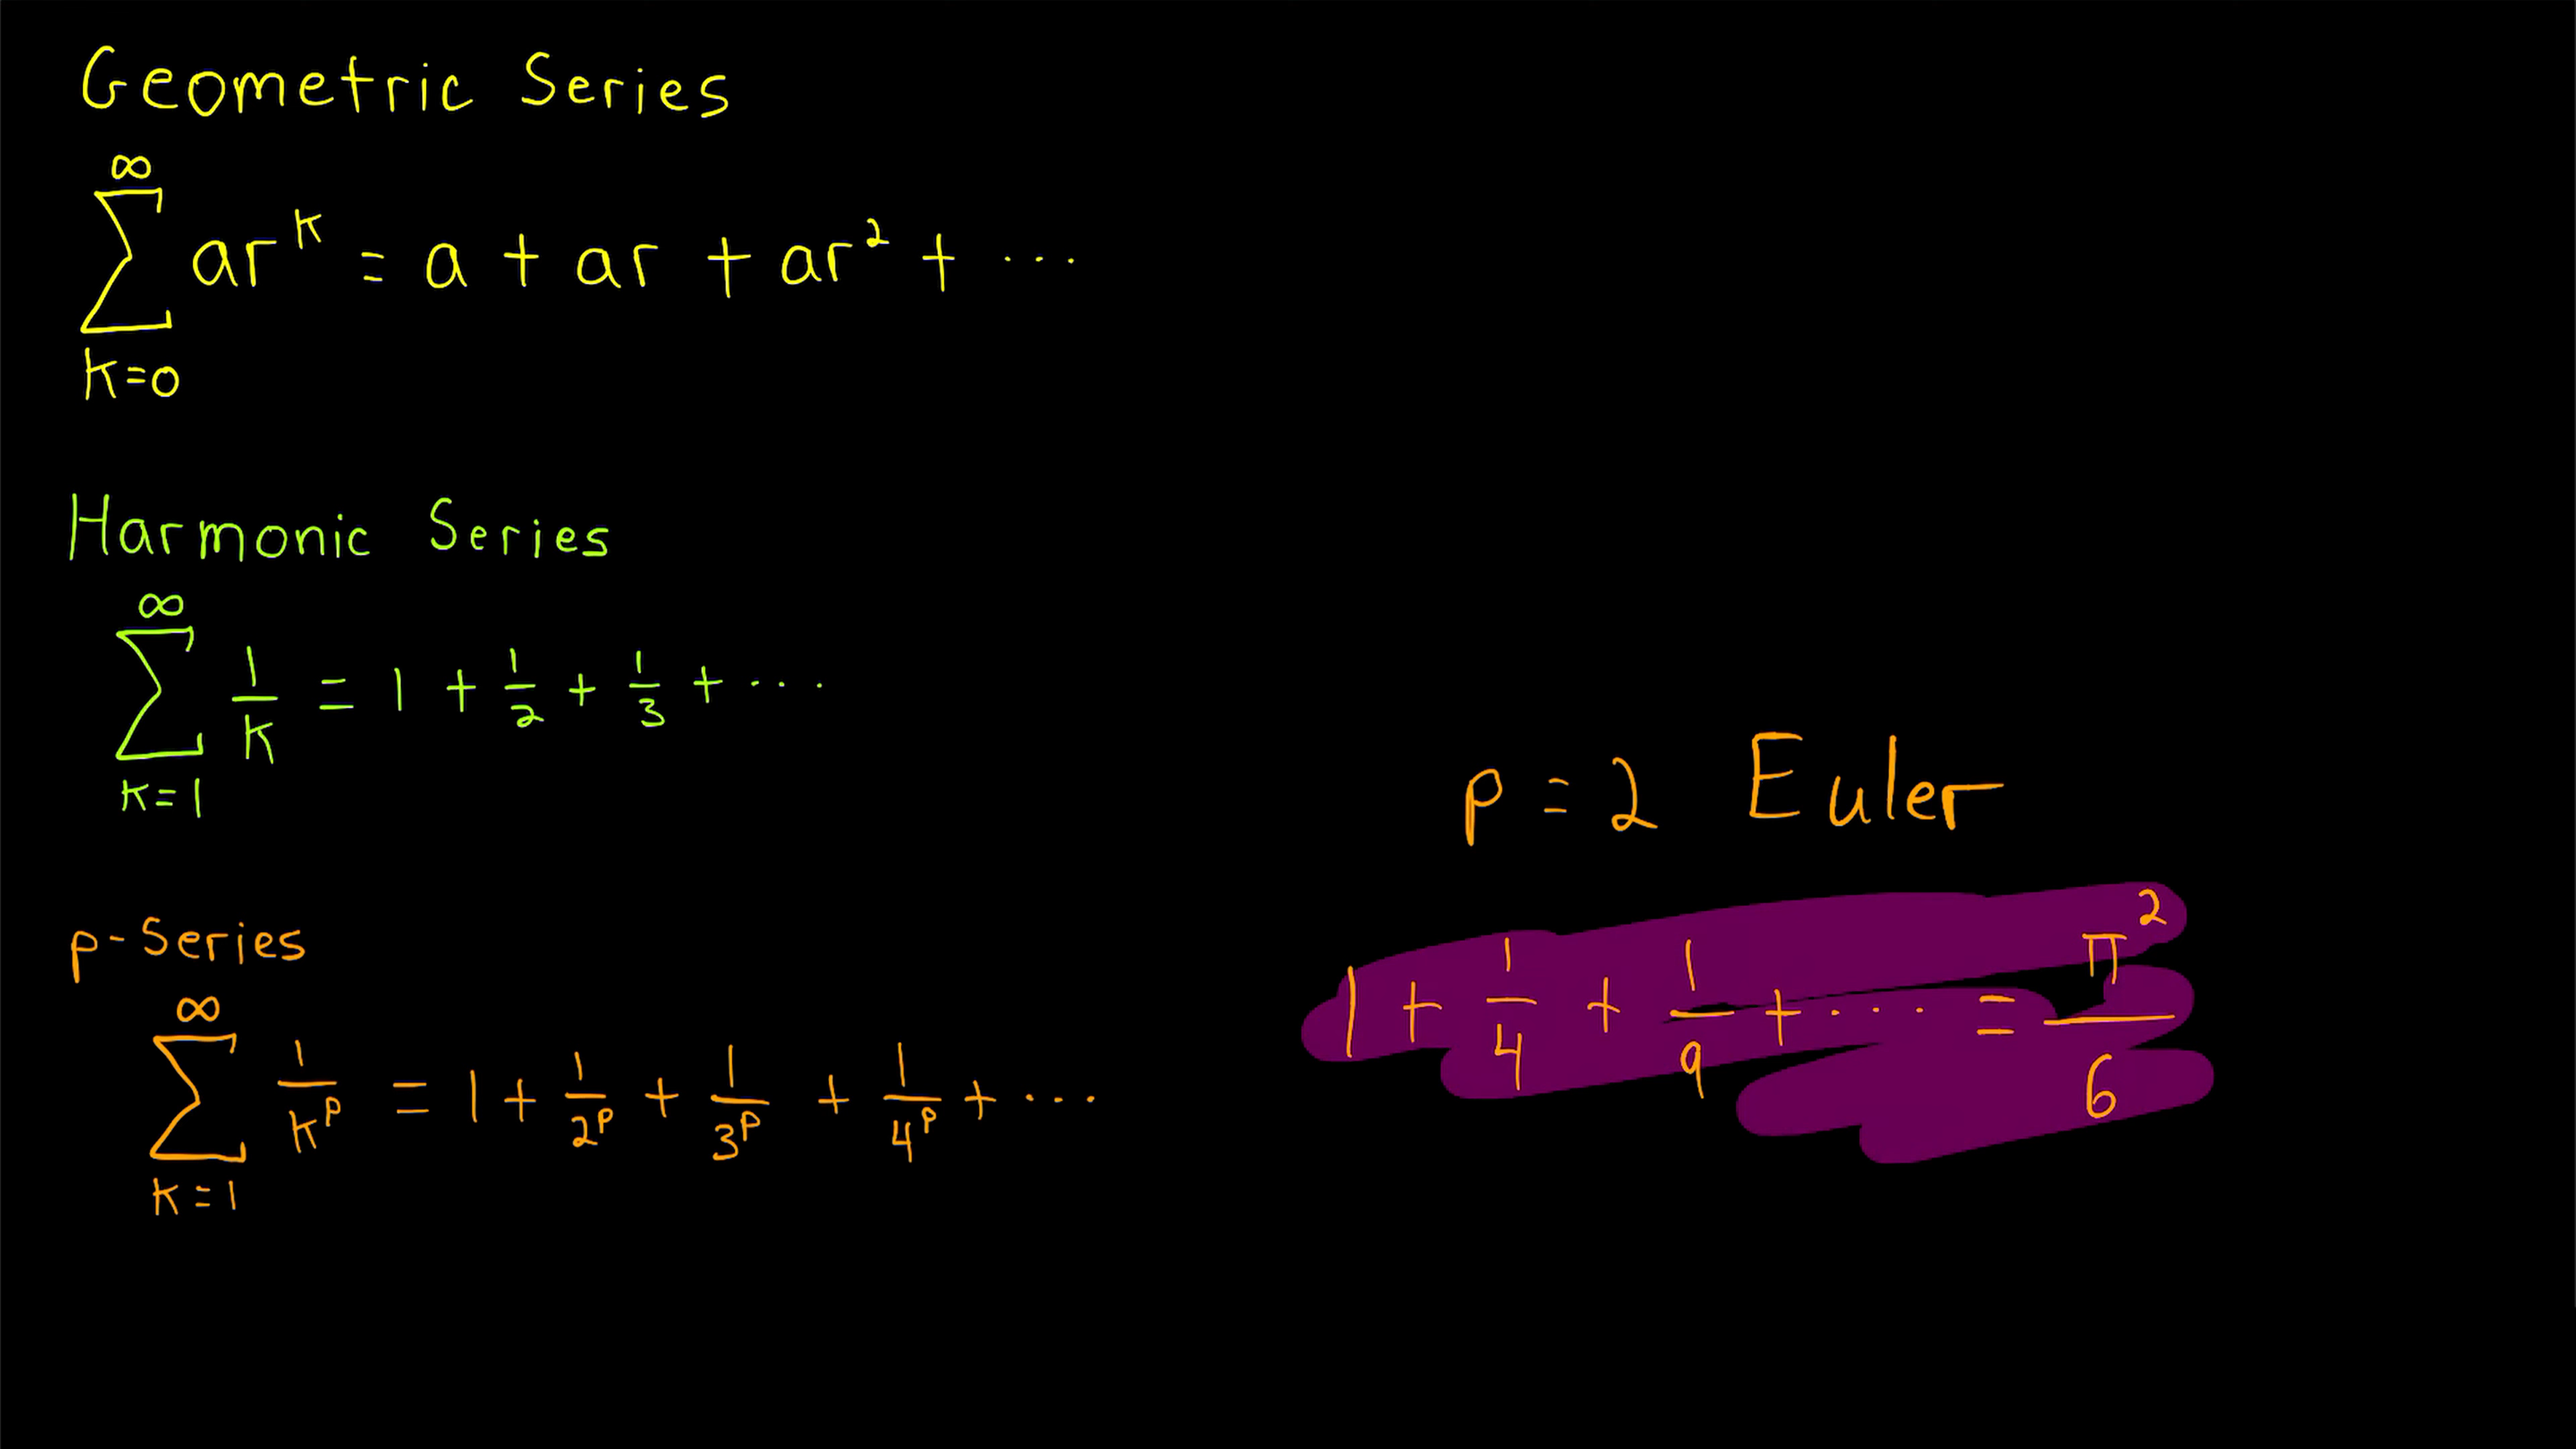 Geometric Series
∞
∑ ar^k = a + ar + ar² + ⋯
k=0
Harmonic Series
∞
∑ 1/k = 1 + 1/2 + 1/3 + ⋯
k=1
p-Series
∞
∑ 1/k^p = 1 + 1/2^p + 1/3^p + 1/4^p + ⋯
k=1
p = 2 Euler
1 + 1/4 + 1/9 + ⋯ = π²/6